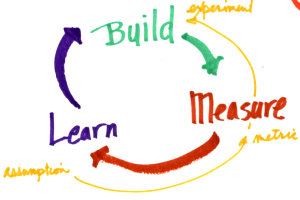 experiment
Build
Measure
Learn
metric
assumption